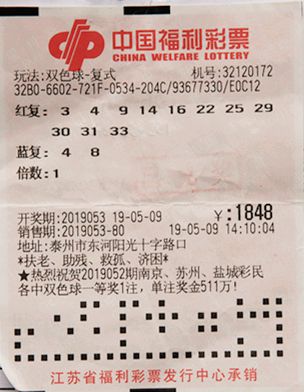 中国福利彩票
CHINA WELFARE LOTTERY
玩法:双色球-复式 机号:32120172
32B0-6602-721F-0534-204C/93677330/E0C12
红复: 3 4 9 14 16 22 25 29
30 31 33
蓝复: 4 8
倍数:1
开奖期:2019053 19-05-09 ¥:1848
销售期:2019053-80 19-05-09 14:10:04
地址:泰州市东河阳光十字路口
*扶老、助残、救孤、济困*
★热烈祝贺2019052期南京、苏州、盐城彩民
各中双色球一等奖1注，单注奖金511万!
江苏省福利彩票发行中心承销